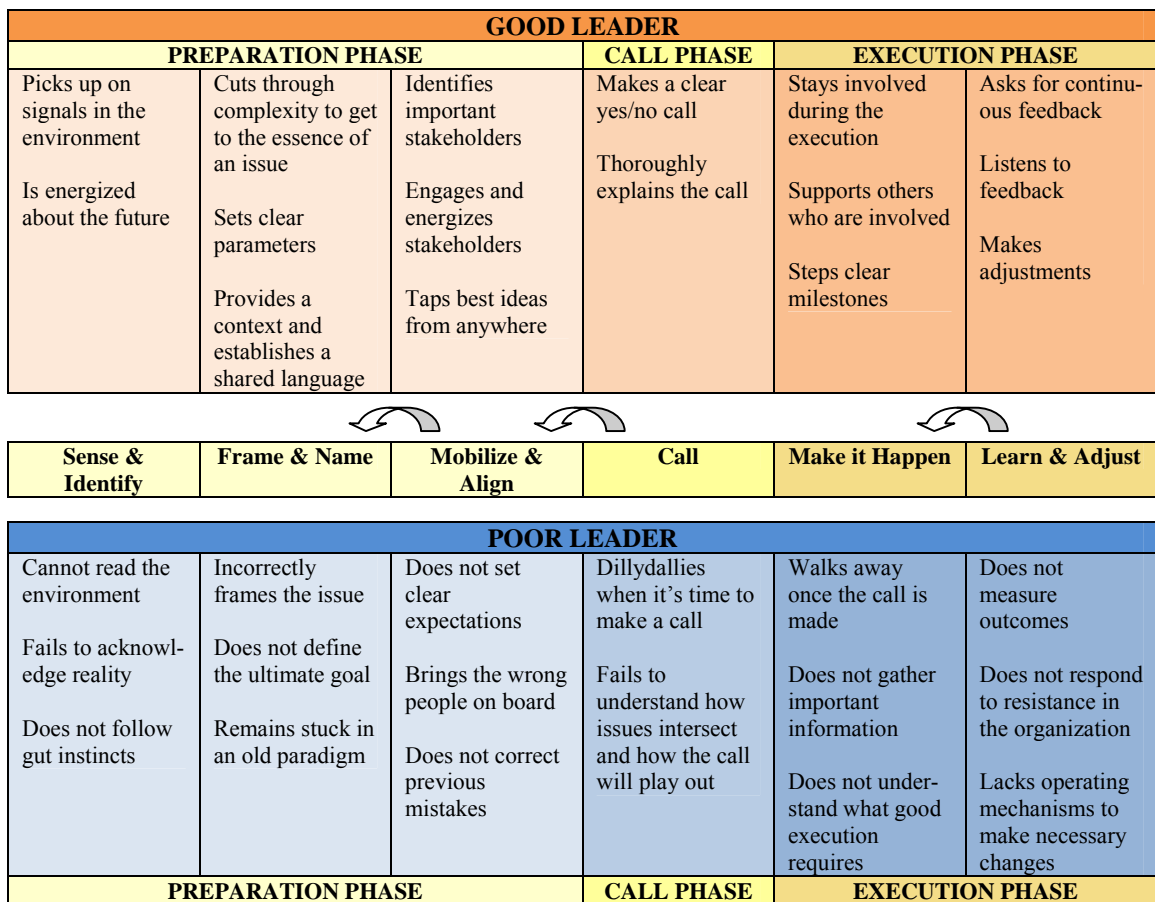 GOOD LEADER
PREPARATION PHASE
CALL PHASE
EXECUTION PHASE
Picks up on
signals in the
environment
Is energized
about the future
Cuts through
complexity to get
to the essence of
an issue
Sets clear
parameters
Provides a
context and
establishes a
shared language
Identifies
important
stakeholders
Engages and
energizes
stakeholders
Taps best ideas
from anywhere
Makes a clear
yes/no call
Thoroughly
explains the call
Stays involved
during the
execution
Supports others
who are involved
Steps clear
milestones
Asks for continu-
ous feedback
Listens to
feedback
Makes
adjustments
Sense &
Identify
Frame & Name
Mobilize &
Align
Call
Make it Happen
Learn & Adjust
POOR LEADER
Cannot read the
environment
Fails to acknowl-
edge reality
Does not follow
gut instincts
Incorrectly
frames the issue
Does not define
the ultimate goal
Remains stuck in
an old paradigm
Does not set
clear
expectations
Brings the wrong
people on board
Does not correct
previous
mistakes
Dillydallies
when it's time to
make a call
Fails to
understand how
issues intersect
and how the call
will play out
Walks away
once the call is
made
Does not gather
important
information
Does not under-
stand what good
execution
requires
Does not
measure
outcomes
Does not respond
to resistance in
the organization
Lacks operating
mechanisms to
make necessary
changes
PREPARATION PHASE
CALL PHASE
EXECUTION PHASE